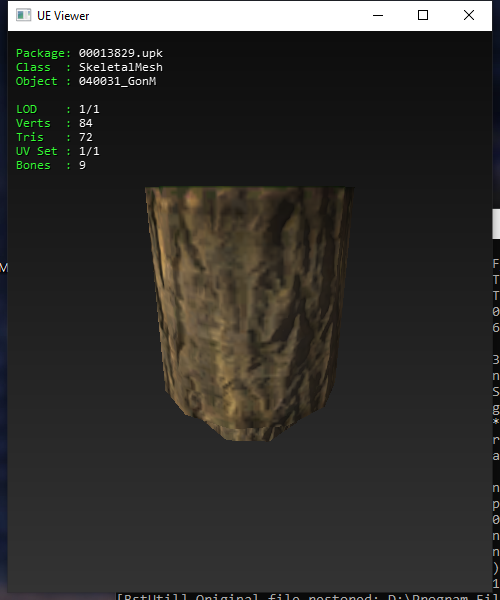 UE Viewer
Package: 00013829.upk
Class  : SkeletalMesh
Object : 040031_GonM
LOD    : 1/1
Verts  : 84
Tris   : 72
UV Set : 1/1
Bones  : 9
M
F
T
T
0
6
3
n
S
g
*
r
a
n
p
0
n
n
)
1
[BstUtil] Original file restored: D:\Program Fil